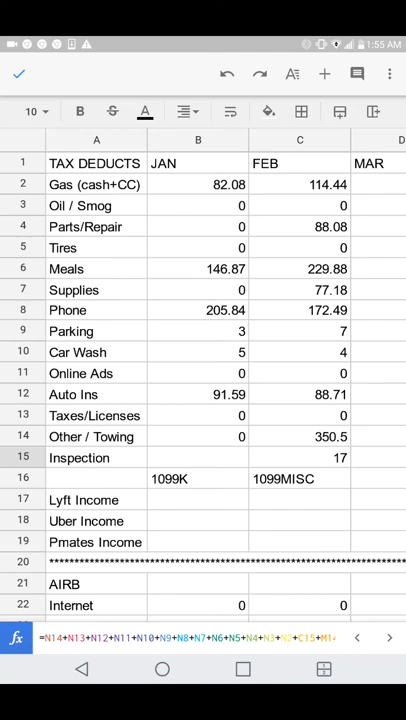 1:55 AM
10 B S A
A B C D
1 TAX DEDUCTS JAN FEB MAR
2 Gas (cash+CC) 82.08 114.44
3 Oil / Smog 0 0
4 Parts/Repair 0 88.08
5 Tires 0 0
6 Meals 146.87 229.88
7 Supplies 0 77.18
8 Phone 205.84 172.49
9 Parking 3 7
10 Car Wash 5 4
11 Online Ads 0 0
12 Auto Ins 91.59 88.71
13 Taxes/Licenses 0 0
14 Other / Towing 0 350.5
15 Inspection 17
16 1099K 1099MISC
17 Lyft Income
18 Uber Income
19 Pmates Income
20 ****************************************************************
21 AIRB
22 Internet 0 0
fx =N14+N13+N12+N11+N10+N9+N8+N7+N6+N5+N4+N3+N2+C15+M14